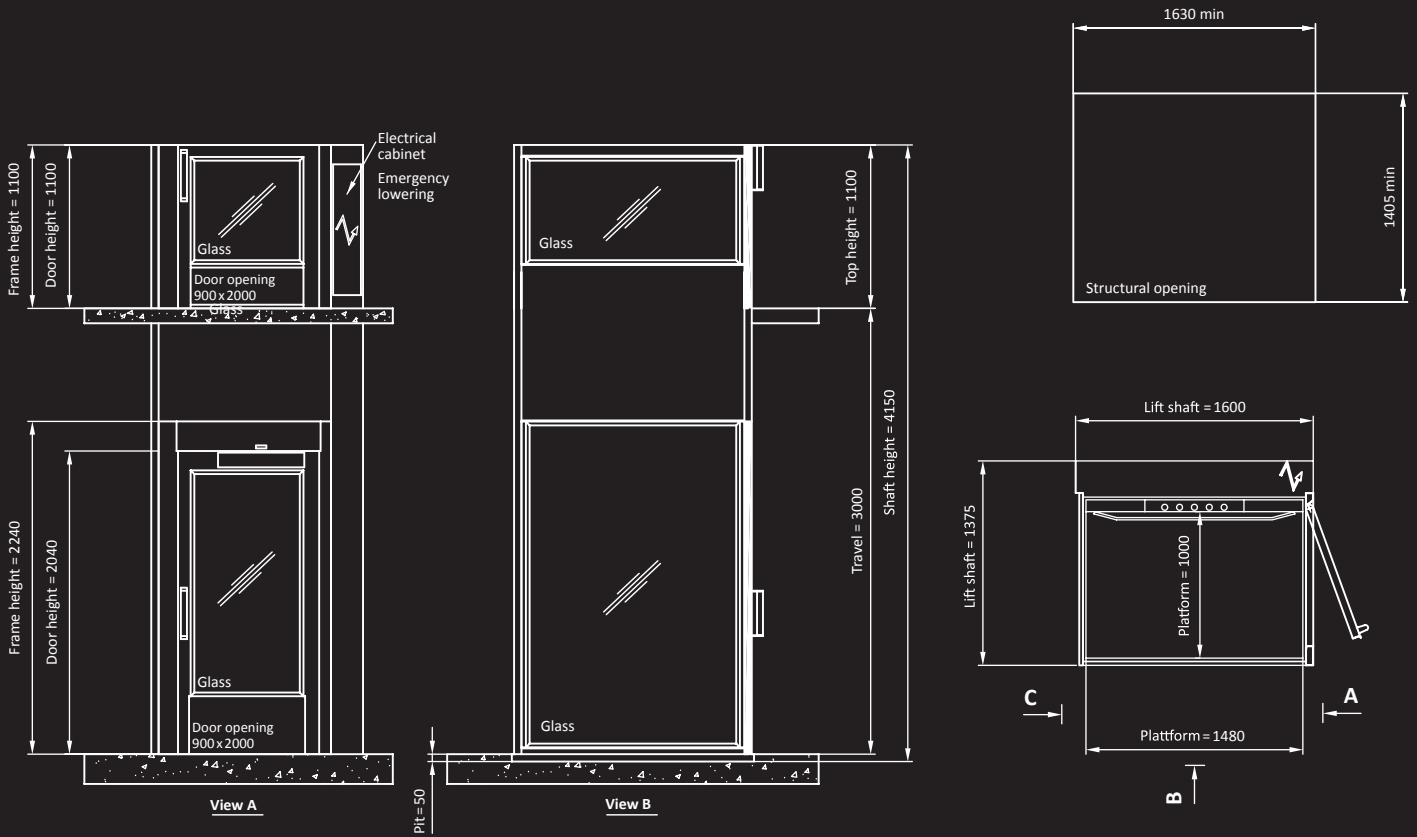 Frame height = 1100
Door height = 1100
Electrical
cabinet
Emergency
lowering
Glass
Door opening
900 x 2000
Glass
Frame height = 2240
Door height = 2040
Glass
Door opening
900 x 2000
View A
Glass
Top height = 1100
Shaft height = 4150
Travel = 3000
Glass
Pit = 50
View B
1630 min
1405 min
Structural opening
Lift shaft = 1600
Lift shaft = 1375
Platform = 1000
C
A
Plattform = 1480
B